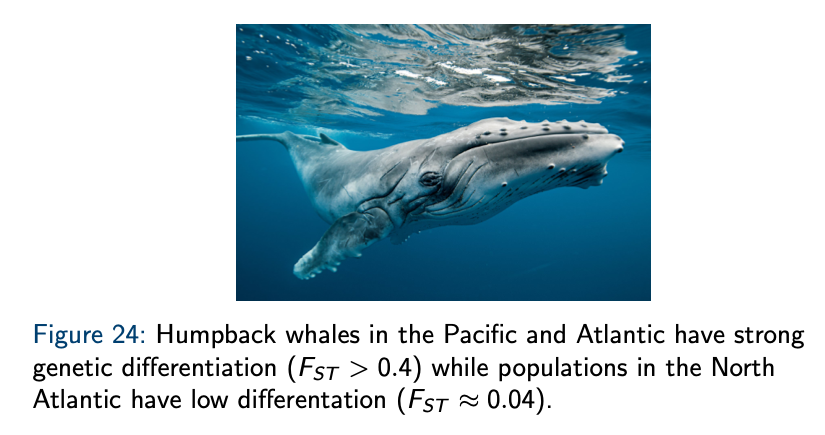 Figure 24: Humpback whales in the Pacific and Atlantic have strong
genetic differentiation (F_ST > 0.4) while populations in the North
Atlantic have low differentation (F_ST ≈ 0.04).